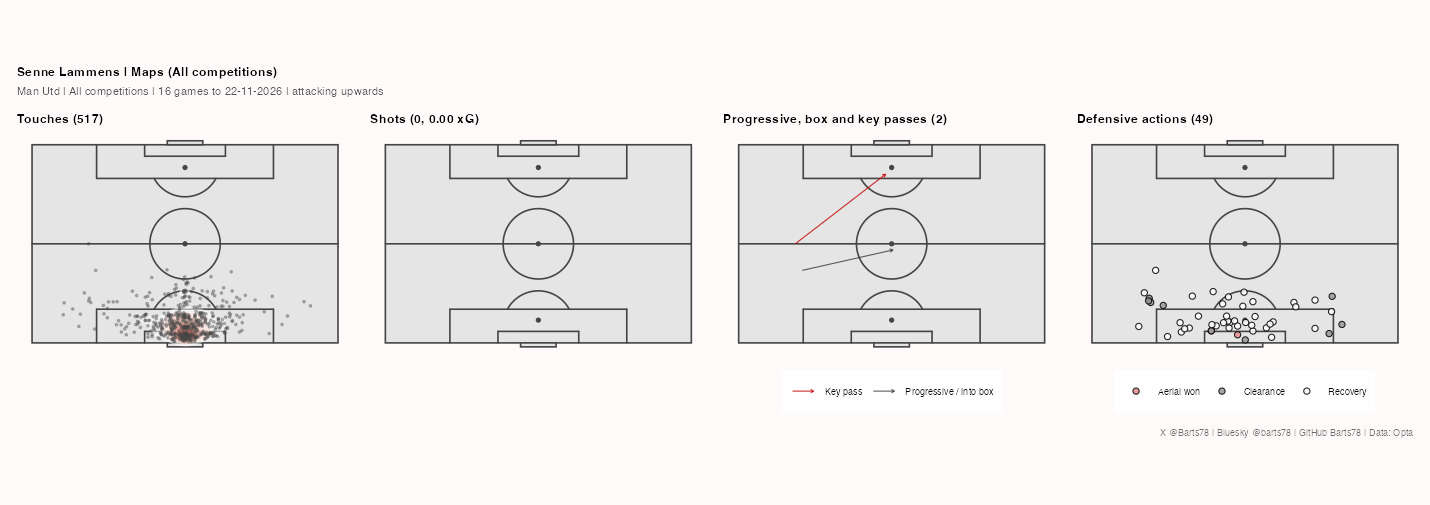 Senne Lammens | Maps (All competitions)
Man Utd | All competitions | 16 games to 22-11-2026 | attacking upwards
Touches (517)
Shots (0, 0.00 xG)
Progressive, box and key passes (2)
Defensive actions (49)
Key pass
Progressive / into box
Aerial won
Clearance
Recovery
X @Barts78 | Bluesky @barts78 | GitHub Barts78 | Data: Opta